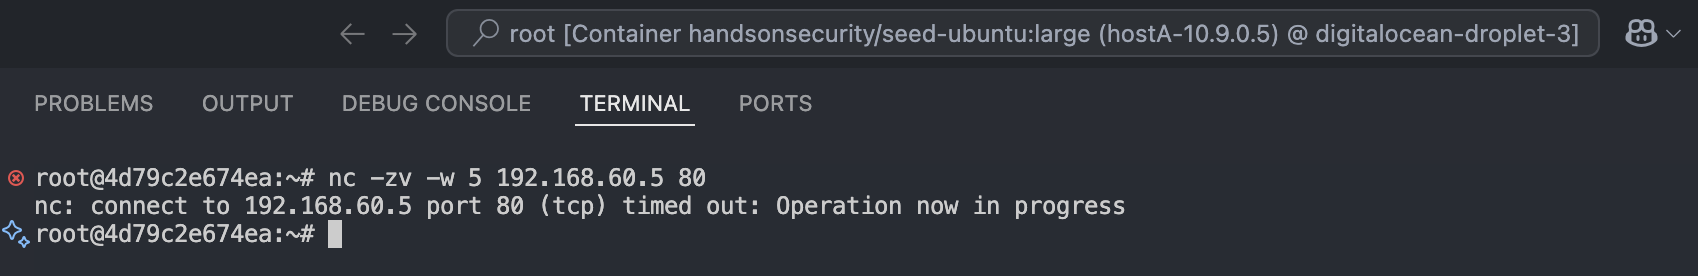 root [Container handsonsecurity/seed-ubuntu:large (hostA-10.9.0.5) @ digitalocean-droplet-3]
PROBLEMS OUTPUT DEBUG CONSOLE TERMINAL PORTS
root@4d79c2e674ea:~# nc -zv -w 5 192.168.60.5 80
nc: connect to 192.168.60.5 port 80 (tcp) timed out: Operation now in progress
root@4d79c2e674ea:~#